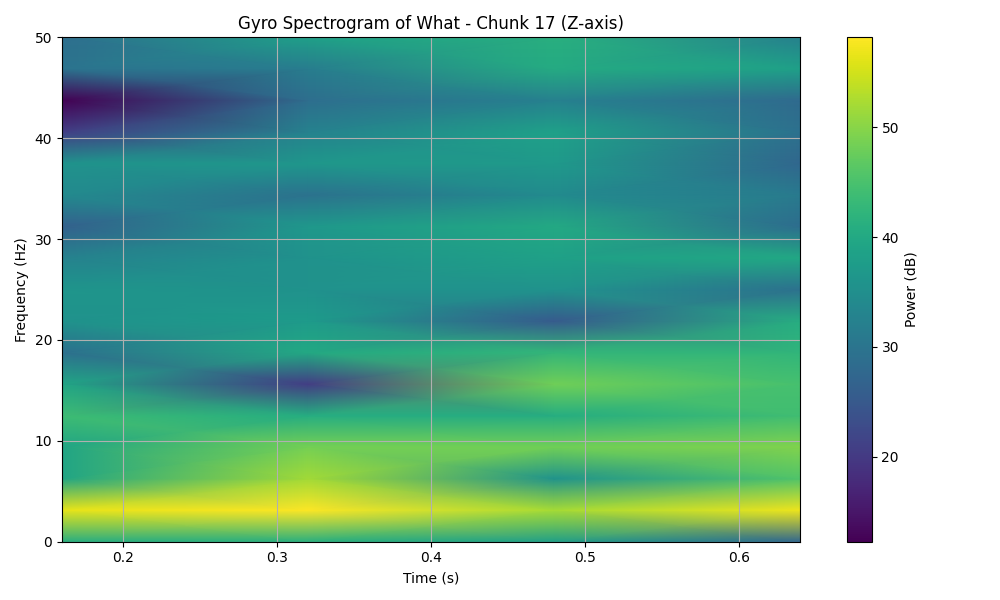 Gyro Spectrogram of What - Chunk 17 (Z-axis)
50
40
30
20
10
0
Frequency (Hz)
0.2 0.3 0.4 0.5 0.6
Time (s)
50
40
30
20
Power (dB)